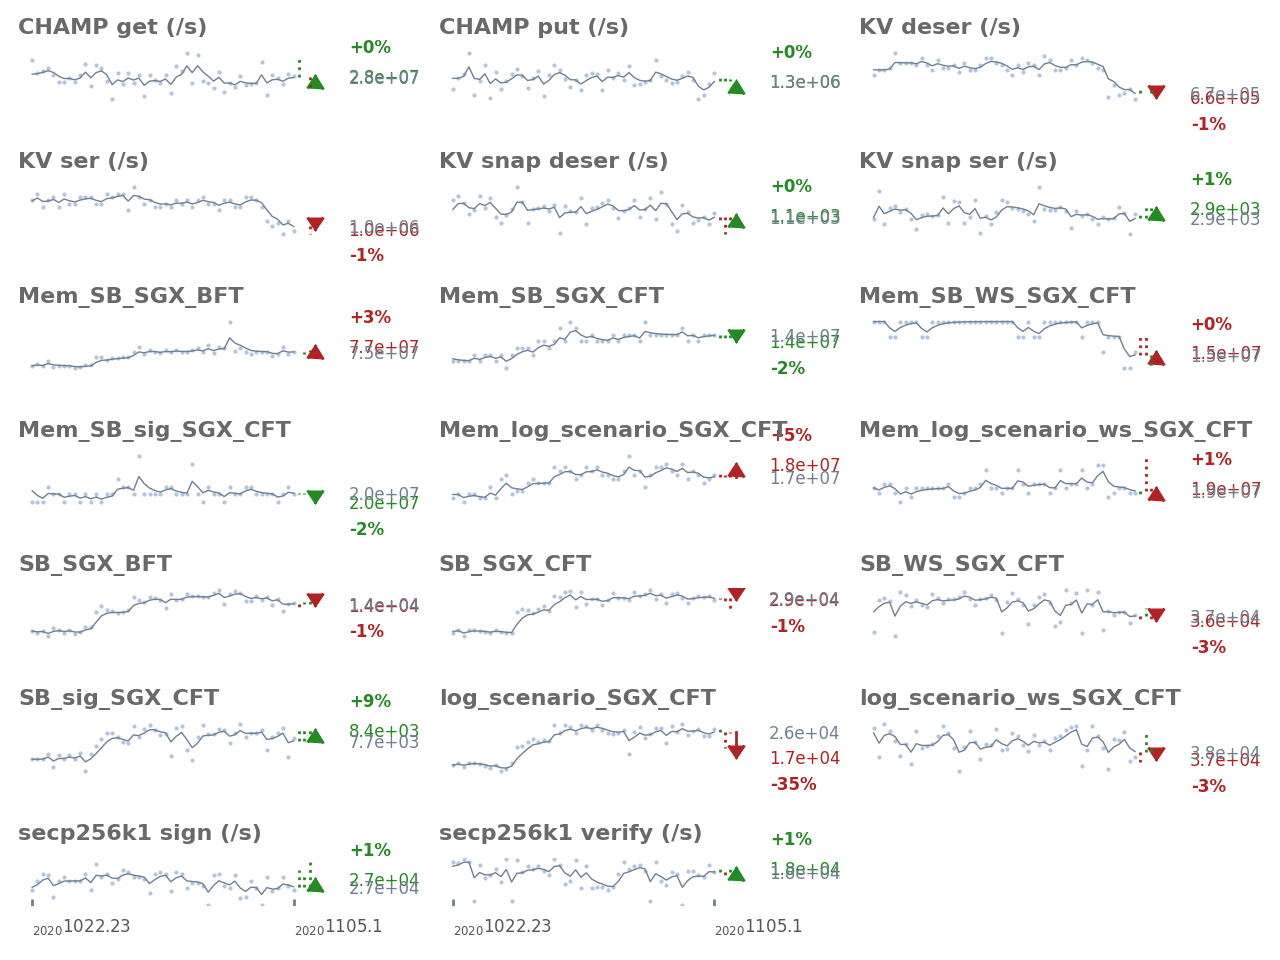 CHAMP get (/s)
+0%
2.8e+07
CHAMP put (/s)
+0%
1.3e+06
KV deser (/s)
6.7e+05
6.6e+05
-1%
KV ser (/s)
1.0e+06
1.0e+06
-1%
KV snap deser (/s)
+0%
1.1e+03
1.1e+03
KV snap ser (/s)
+1%
2.9e+03
2.9e+03
Mem_SB_SGX_BFT
+3%
7.7e+07
7.5e+07
Mem_SB_SGX_CFT
1.4e+07
1.4e+07
-2%
Mem_SB_WS_SGX_CFT
+0%
1.5e+07
1.5e+07
Mem_SB_sig_SGX_CFT
2.0e+07
2.0e+07
-2%
Mem_log_scenario_SGX_CFT
+5%
1.8e+07
1.7e+07
Mem_log_scenario_ws_SGX_CFT
+1%
1.9e+07
1.9e+07
SB_SGX_BFT
1.4e+04
1.4e+04
-1%
SB_SGX_CFT
2.9e+04
2.9e+04
-1%
SB_WS_SGX_CFT
3.7e+04
3.6e+04
-3%
SB_sig_SGX_CFT
+9%
8.4e+03
7.7e+03
log_scenario_SGX_CFT
2.6e+04
1.7e+04
-35%
log_scenario_ws_SGX_CFT
3.8e+04
3.7e+04
-3%
secp256k1 sign (/s)
+1%
2.7e+04
2.7e+04
secp256k1 verify (/s)
+1%
1.8e+04
1.8e+04
20201022.23
20201105.1
20201022.23
20201105.1